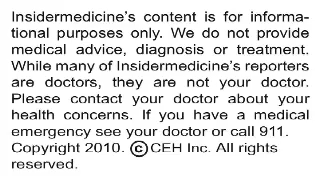 Insidermedicine's content is for informa-
tional purposes only. We do not provide
medical advice, diagnosis or treatment.
While many of Insidermedicine's reporters
are doctors, they are not your doctor.
Please contact your doctor about your
health concerns. If you have a medical
emergency see your doctor or call 911.
Copyright 2010. © CEH Inc. All rights
reserved.